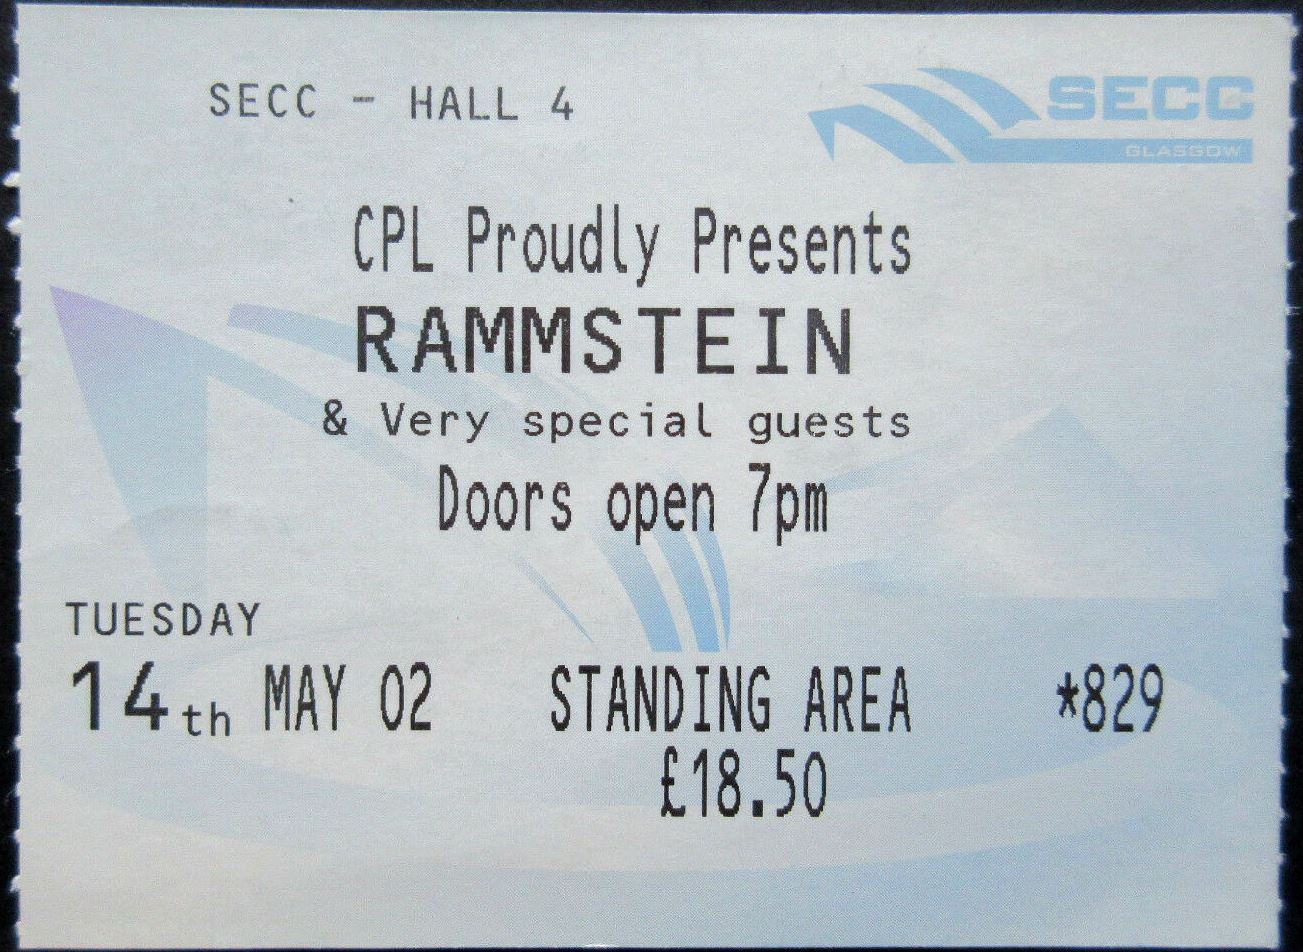 SECC - HALL 4
SECC
GLASGOW
CPL Proudly Presents
RAMMSTEIN
& Very special guests
Doors open 7pm
TUESDAY
14th MAY 02 STANDING AREA *829
£18.50